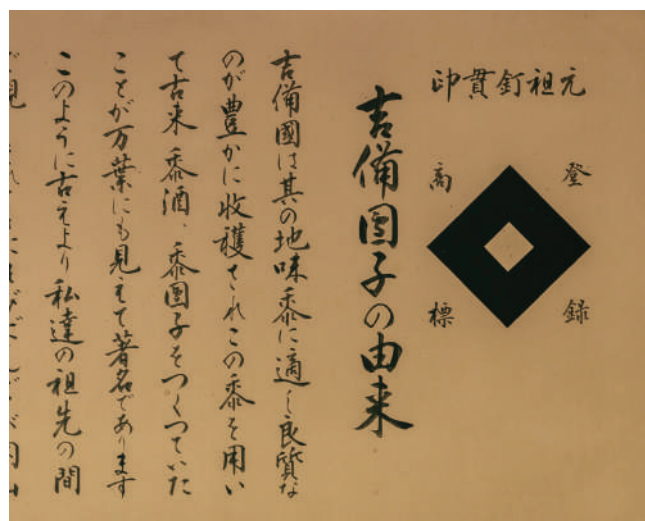 元祖釘貫印
登録
商標
吉備團子の由来
吉備國は其の地味黍に適し良質な
のが豊かに收穫されこの黍を用い
て古来黍酒、黍團子をつくつていた
ことが万葉にも見えて著名であります
このように古えより私達の祖先の間